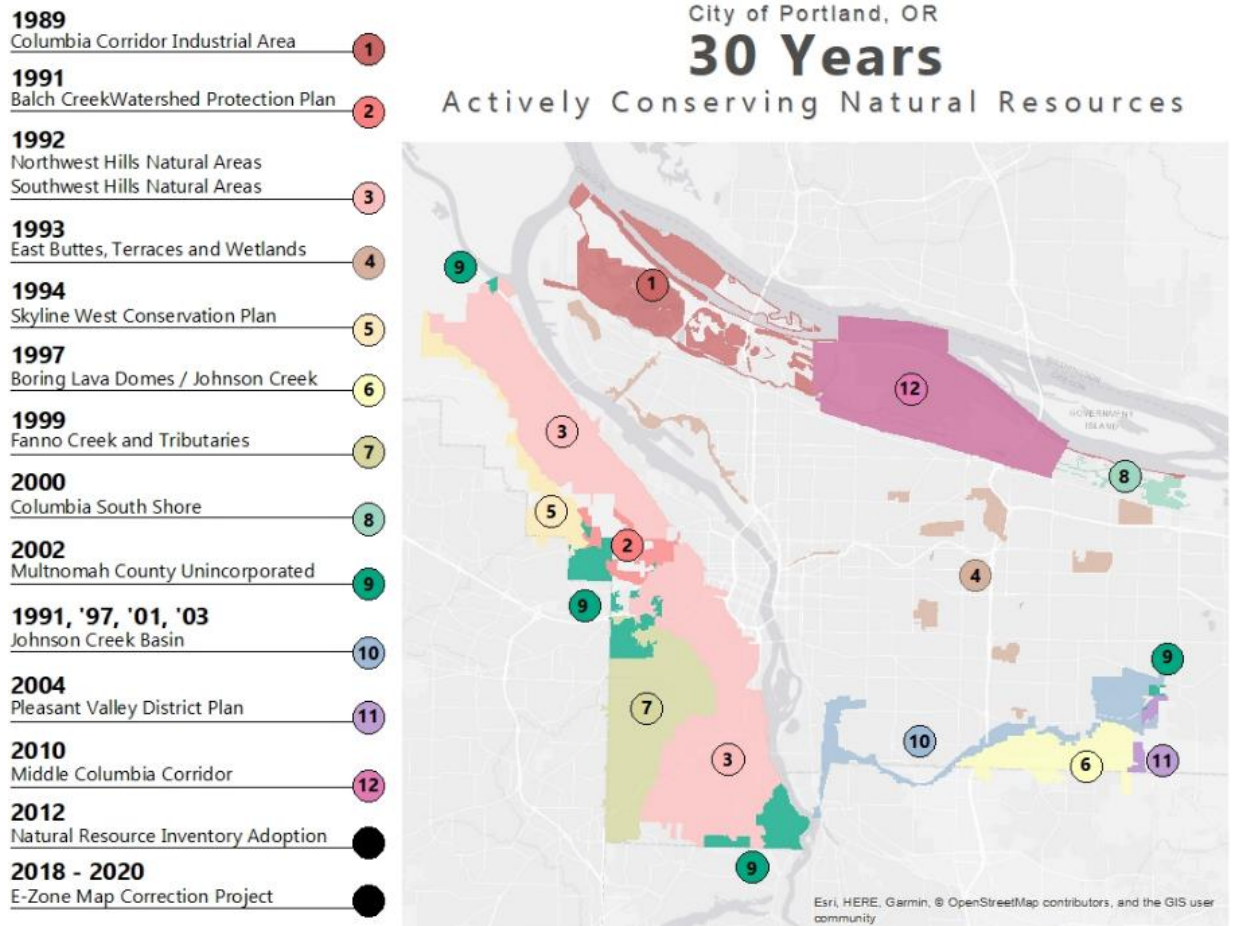 1989
Columbia Corridor Industrial Area
1
1991
Balch CreekWatershed Protection Plan
2
1992
Northwest Hills Natural Areas
Southwest Hills Natural Areas
3
1993
East Buttes, Terraces and Wetlands
4
1994
Skyline West Conservation Plan
5
1997
Boring Lava Domes / Johnson Creek
6
1999
Fanno Creek and Tributaries
7
2000
Columbia South Shore
8
2002
Multnomah County Unincorporated
9
1991, '97, '01, '03
Johnson Creek Basin
10
2004
Pleasant Valley District Plan
11
2010
Middle Columbia Corridor
12
2012
Natural Resource Inventory Adoption
2018 - 2020
E-Zone Map Correction Project
City of Portland, OR
30 Years
Actively Conserving Natural Resources
9
1
12
3
GOVERNMENT
ISLAND
8
5
2
4
9
9
7
10
3
6
11
9
Esri, HERE, Garmin, © OpenStreetMap contributors, and the GIS user
community